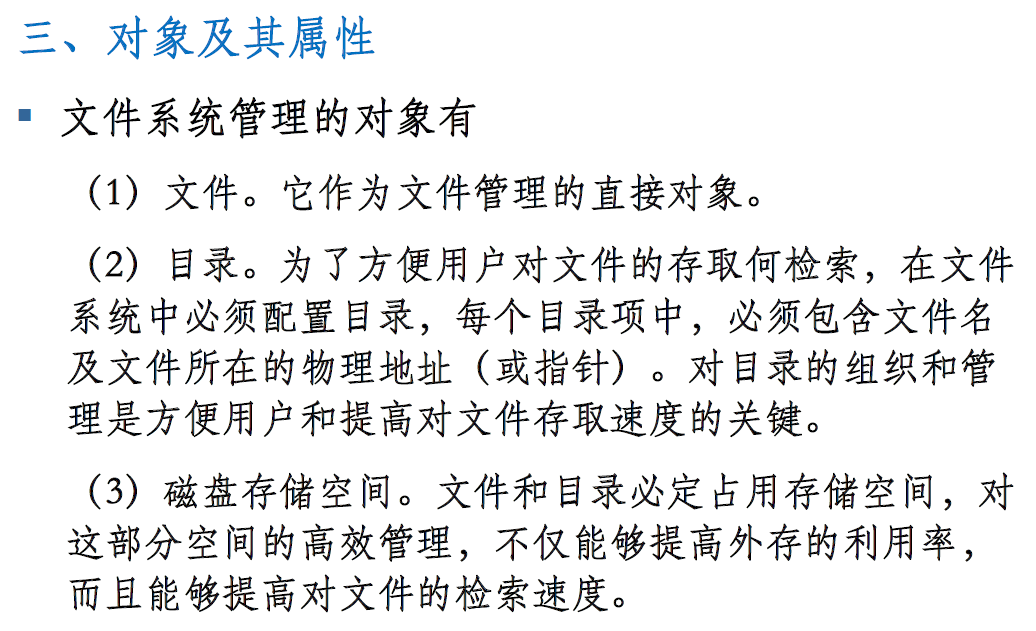 三、对象及其属性
▪ 文件系统管理的对象有
（1）文件。它作为文件管理的直接对象。
（2）目录。为了方便用户对文件的存取何检索，在文件
系统中必须配置目录，每个目录项中，必须包含文件名
及文件所在的物理地址（或指针）。对目录的组织和管
理是方便用户和提高对文件存取速度的关键。
（3）磁盘存储空间。文件和目录必定占用存储空间，对
这部分空间的高效管理，不仅能够提高外存的利用率，
而且能够提高对文件的检索速度。